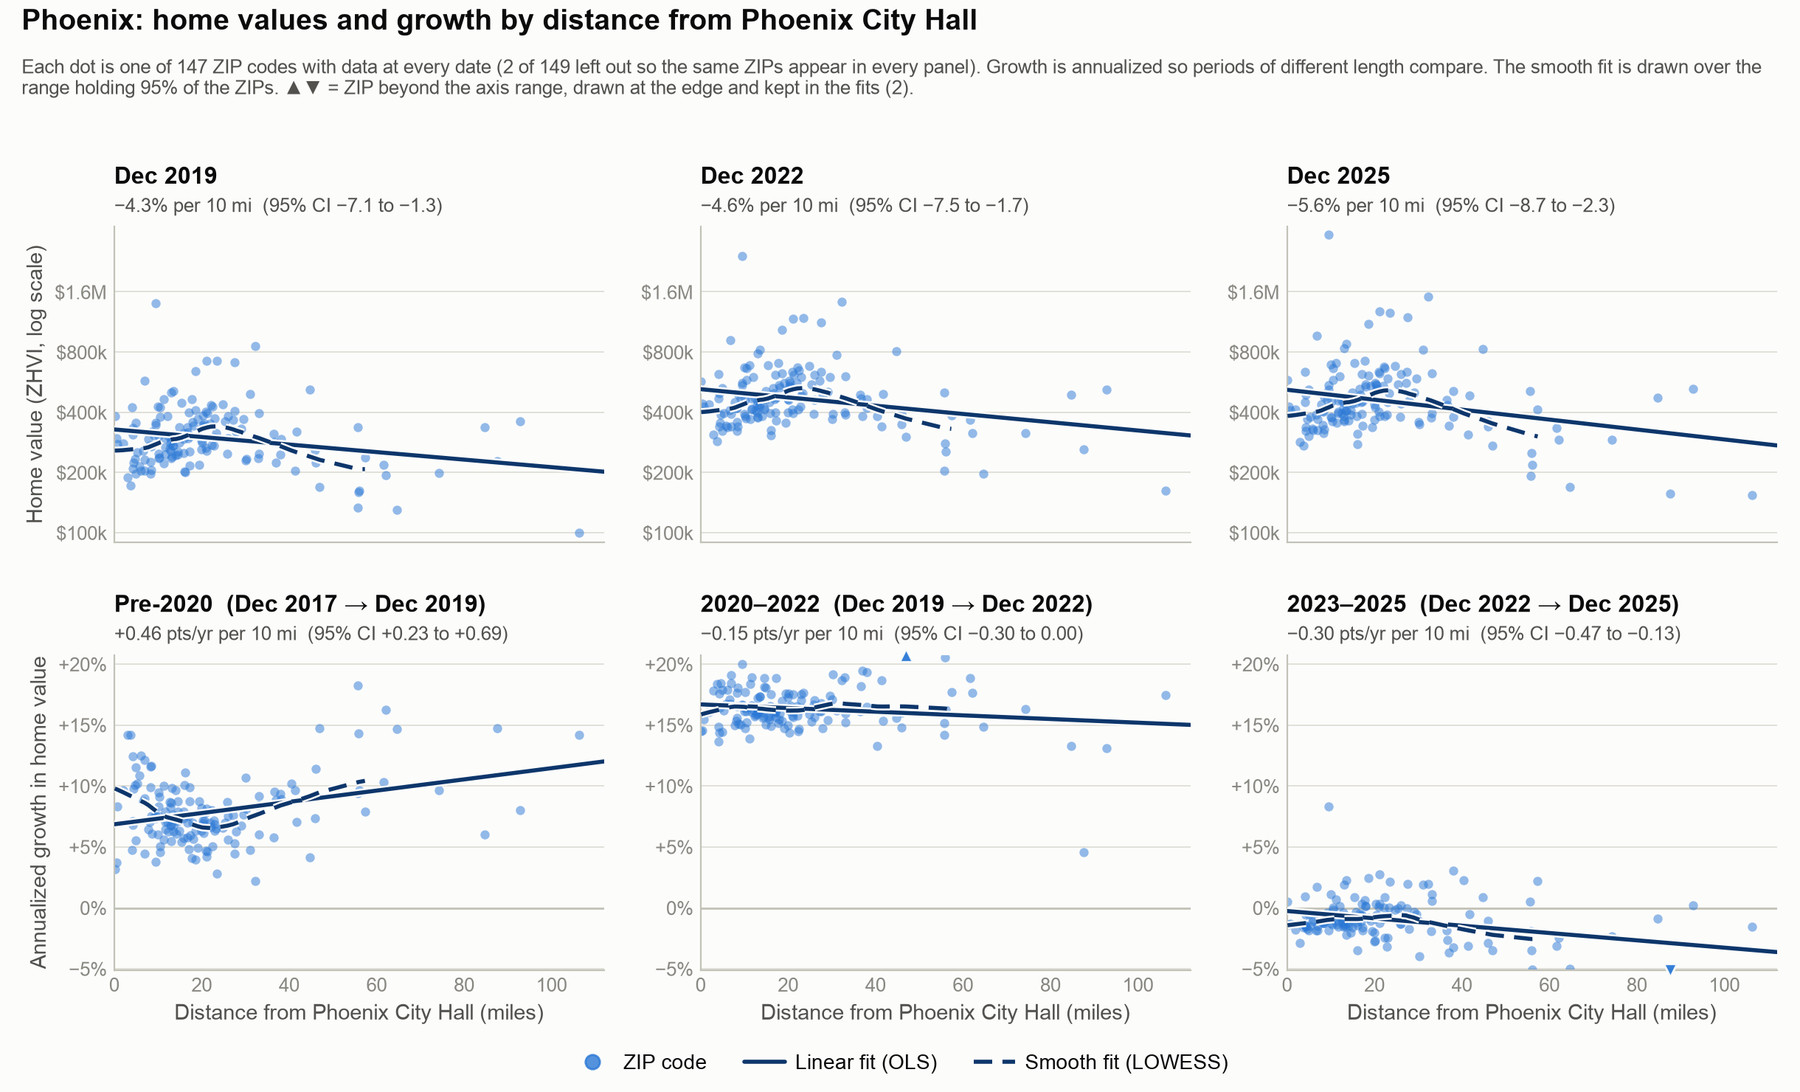 Phoenix: home values and growth by distance from Phoenix City Hall
Each dot is one of 147 ZIP codes with data at every date (2 of 149 left out so the same ZIPs appear in every panel). Growth is annualized so periods of different length compare. The smooth fit is drawn over the
range holding 95% of the ZIPs. ▲▼ = ZIP beyond the axis range, drawn at the edge and kept in the fits (2).
Dec 2019
−4.3% per 10 mi (95% CI −7.1 to −1.3)
Home value (ZHVI, log scale)
$1.6M
$800k
$400k
$200k
$100k
Dec 2022
−4.6% per 10 mi (95% CI −7.5 to −1.7)
$1.6M
$800k
$400k
$200k
$100k
Dec 2025
−5.6% per 10 mi (95% CI −8.7 to −2.3)
$1.6M
$800k
$400k
$200k
$100k
Pre-2020 (Dec 2017 → Dec 2019)
+0.46 pts/yr per 10 mi (95% CI +0.23 to +0.69)
Annualized growth in home value
+20%
+15%
+10%
+5%
0%
−5%
0 20 40 60 80 100
Distance from Phoenix City Hall (miles)
2020–2022 (Dec 2019 → Dec 2022)
−0.15 pts/yr per 10 mi (95% CI −0.30 to 0.00)
+20%
+15%
+10%
+5%
0%
−5%
0 20 40 60 80 100
Distance from Phoenix City Hall (miles)
2023–2025 (Dec 2022 → Dec 2025)
−0.30 pts/yr per 10 mi (95% CI −0.47 to −0.13)
+20%
+15%
+10%
+5%
0%
−5%
0 20 40 60 80 100
Distance from Phoenix City Hall (miles)
ZIP code
Linear fit (OLS)
Smooth fit (LOWESS)